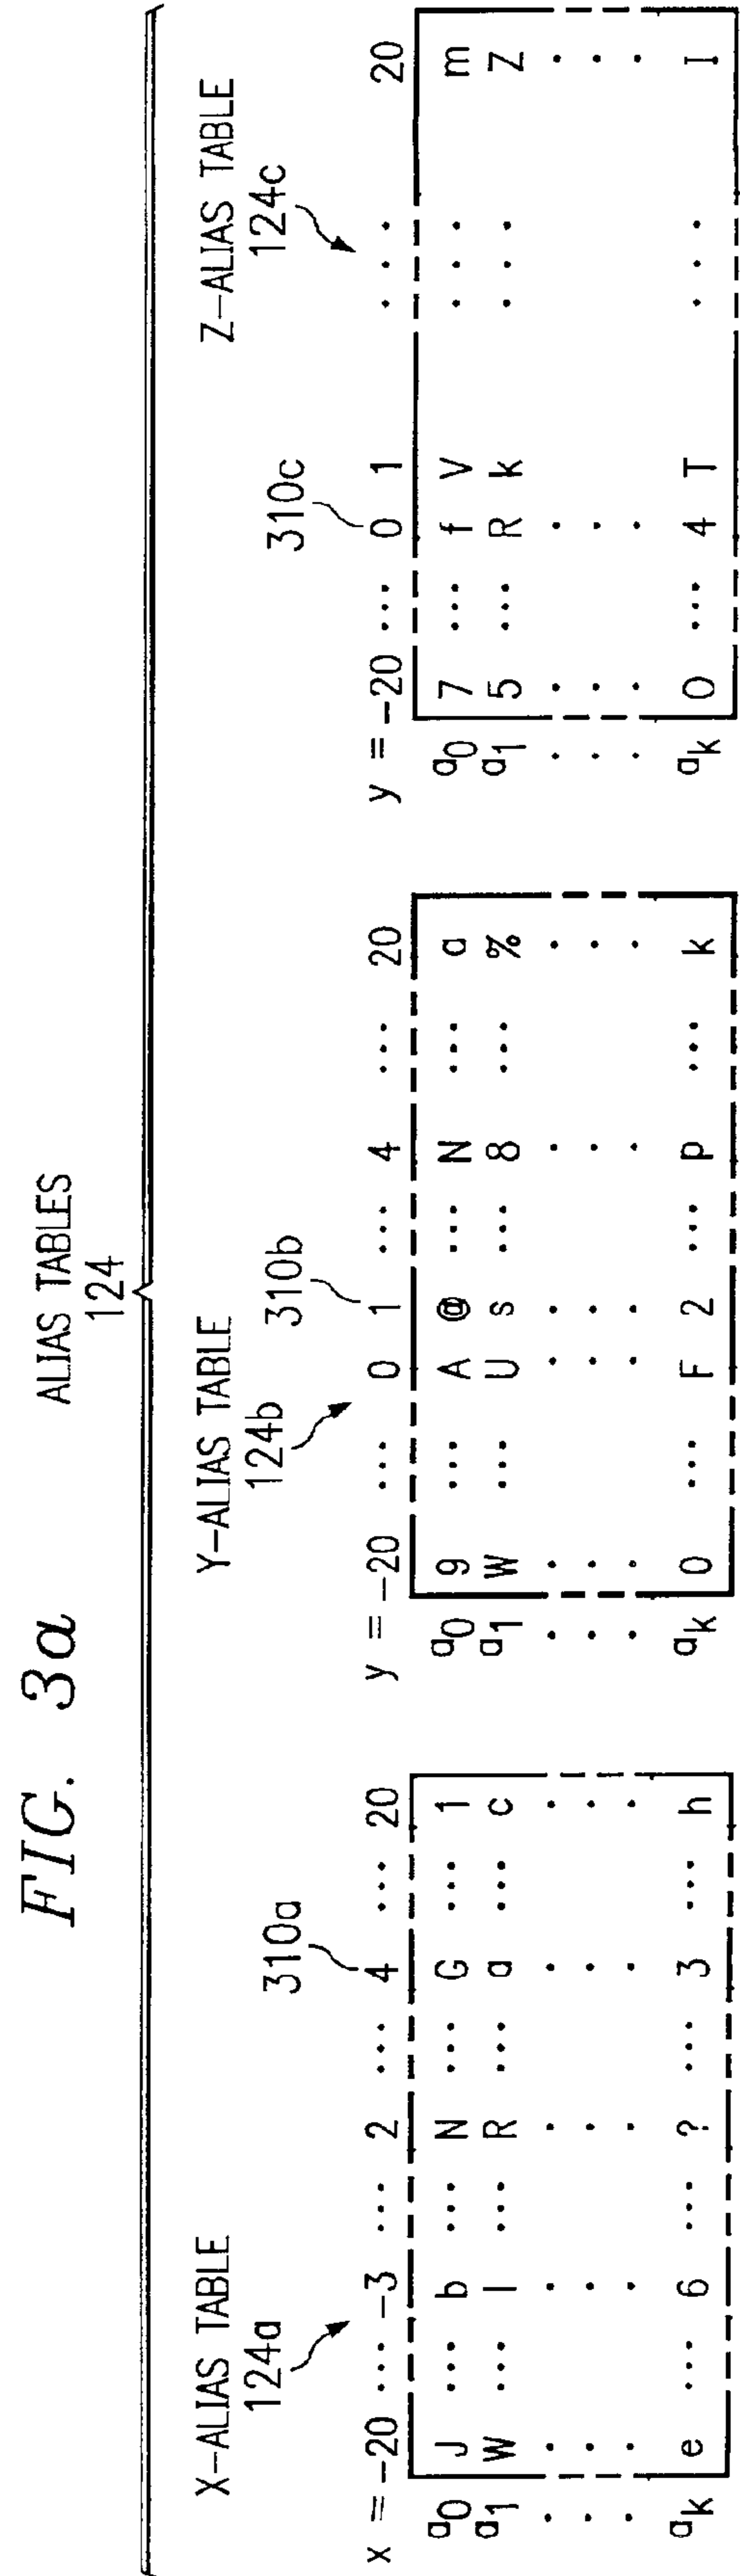 FIG. 3a
ALIAS TABLES
124
X-ALIAS TABLE
124a
310a
x = -20 ... -3 ... 2 ... 4 ... 20
a0 J ... b ... N ... G ... 1
a1 W ... l ... R ... a ... c
. . . . . .
. . . . . .
. . . . . .
ak e ... 6 ... ? ... 3 ... h
Y-ALIAS TABLE
124b
310b
y = -20 ... 0 1 ... 4 ... 20
a0 9 ... A @ ... N ... a
a1 W ... U s ... 8 ... %
. . . . . .
. . . . . .
. . . . . .
ak 0 ... F 2 ... p ... k
Z-ALIAS TABLE
124c
310c
y = -20 ... 0 1 ... 20
a0 7 ... f V ... m
a1 5 ... R k ... Z
. . . .
. . . .
. . . .
ak O ... 4 T ... I